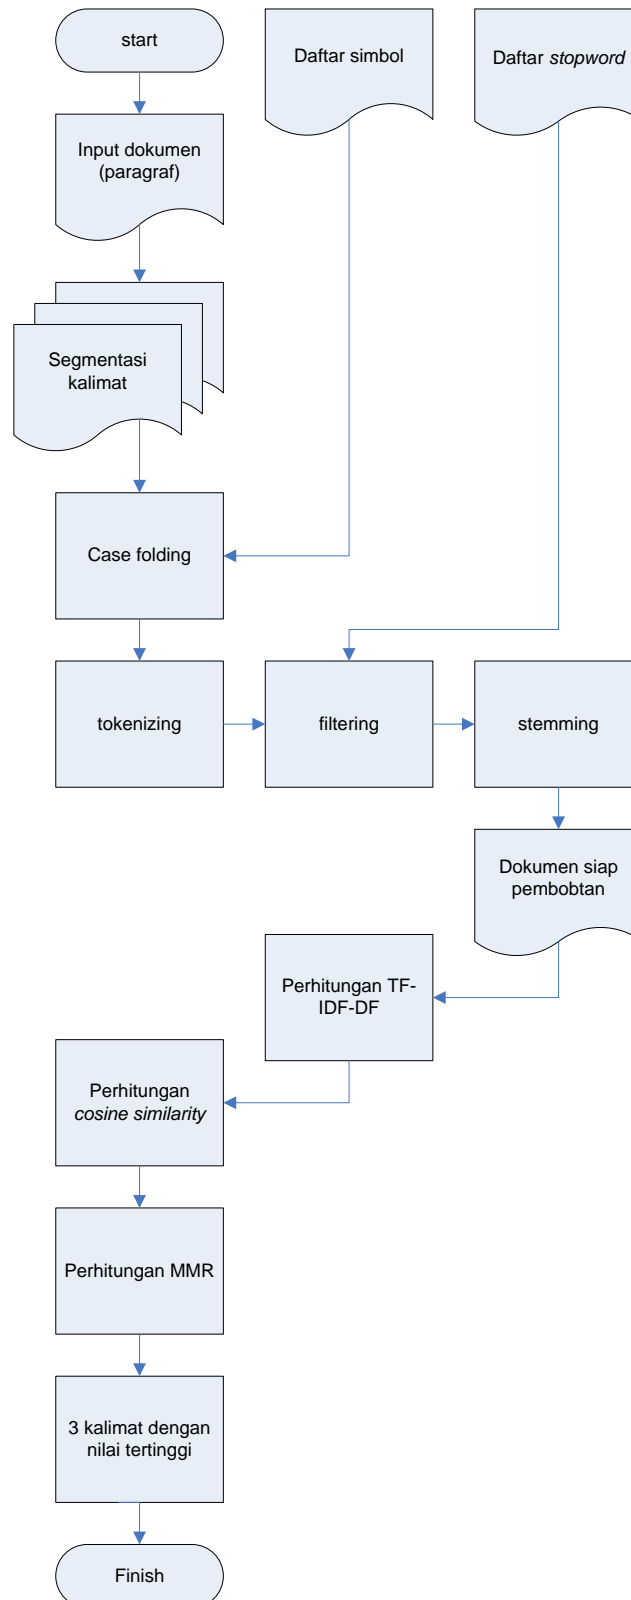 start
Daftar simbol
Daftar stopword
Input dokumen
(paragraf)
Segmentasi
kalimat
Case folding
tokenizing
filtering
stemming
Dokumen siap
pembobtan
Perhitungan TF-
IDF-DF
Perhitungan
cosine similarity
Perhitungan MMR
3 kalimat dengan
nilai tertinggi
Finish